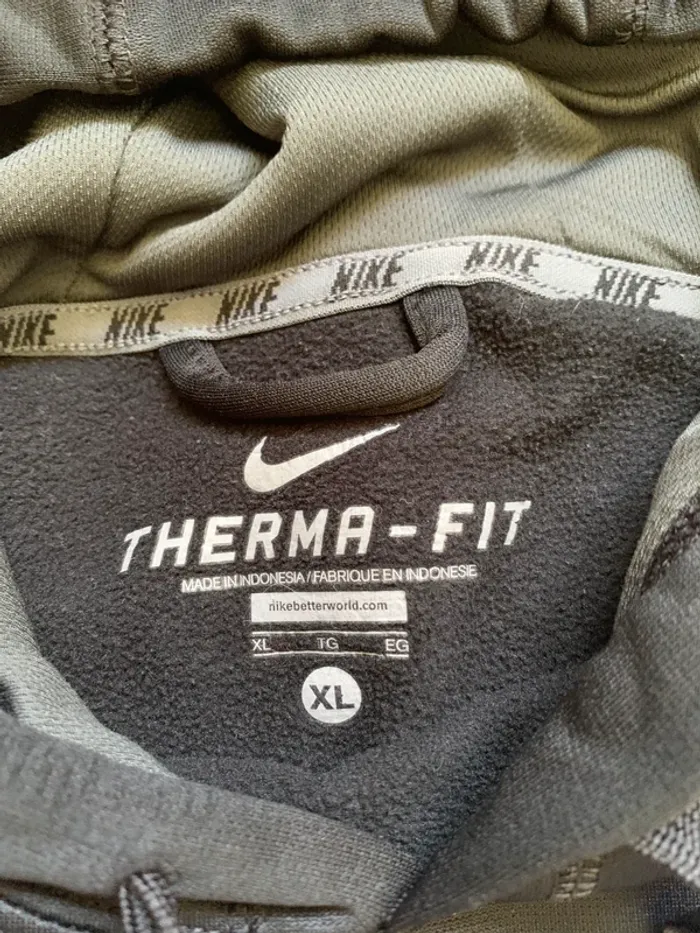 NIKE NIKE NIKE NIKE NIKE NIKE
THERMA-FIT
MADE IN INDONESIA / FABRIQUE EN INDONESIE
nikebetterworld.com
XL TG EG
XL